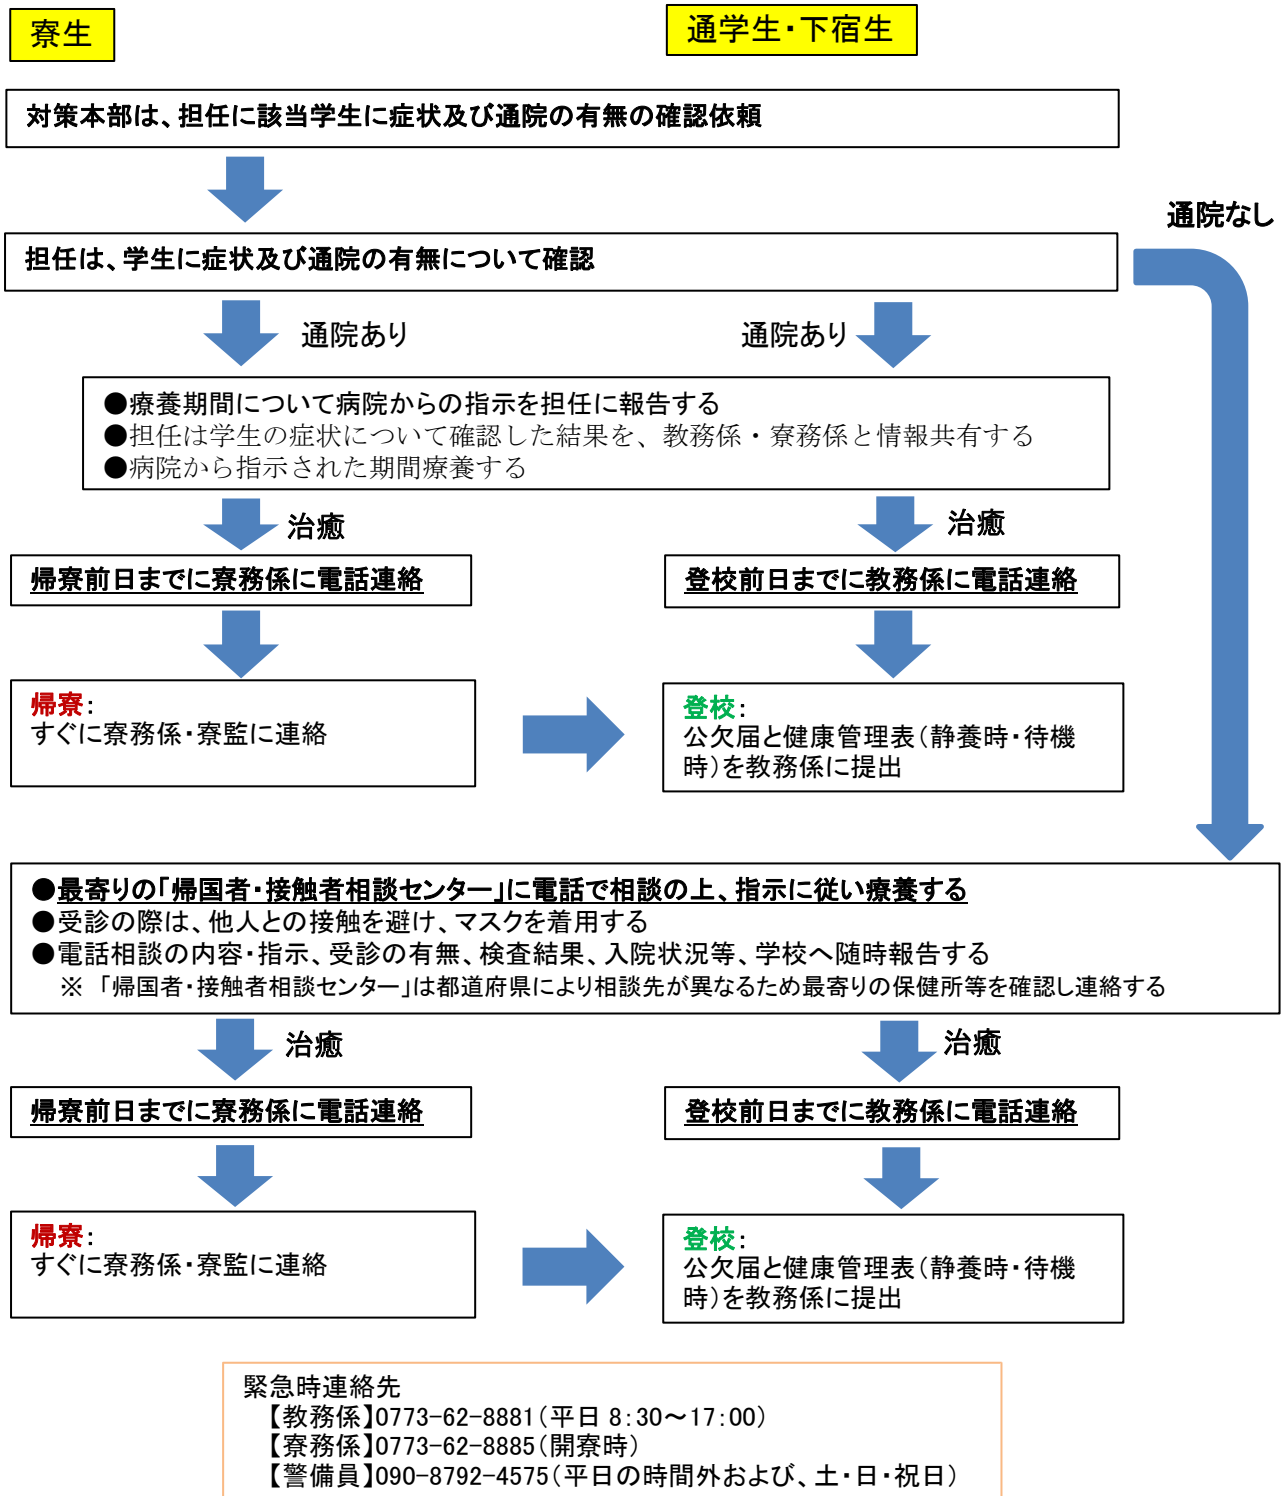 寮生
通学生・下宿生
対策本部は、担任に該当学生に症状及び通院の有無の確認依頼
通院なし
担任は、学生に症状及び通院の有無について確認
通院あり
通院あり
●療養期間について病院からの指示を担任に報告する
●担任は学生の症状について確認した結果を、教務係・寮務係と情報共有する
●病院から指示された期間療養する
治癒
治癒
帰寮前日までに寮務係に電話連絡
登校前日までに教務係に電話連絡
帰寮:
すぐに寮務係・寮監に連絡
登校:
公欠届と健康管理表(静養時・待機
時)を教務係に提出
●最寄りの「帰国者・接触者相談センター」に電話で相談の上、指示に従い療養する
●受診の際は、他人との接触を避け、マスクを着用する
●電話相談の内容・指示、受診の有無、検査結果、入院状況等、学校へ随時報告する
※ 「帰国者・接触者相談センター」は都道府県により相談先が異なるため最寄りの保健所等を確認し連絡する
治癒
治癒
帰寮前日までに寮務係に電話連絡
登校前日までに教務係に電話連絡
帰寮:
すぐに寮務係・寮監に連絡
登校:
公欠届と健康管理表(静養時・待機
時)を教務係に提出
緊急時連絡先
【教務係】0773-62-8881(平日 8:30～17:00)
【寮務係】0773-62-8885(開寮時)
【警備員】090-8792-4575(平日の時間外および、土・日・祝日)